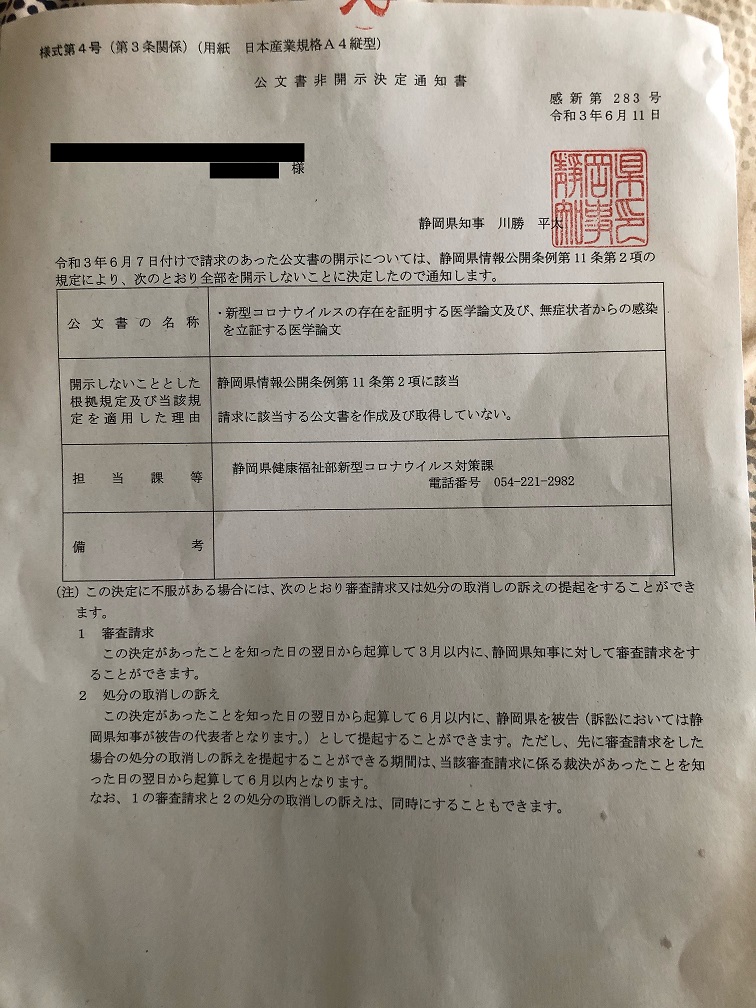 様式第4号（第3条関係）（用紙　日本産業規格A4縦型）
公文書非開示決定通知書
感新第283号
令和3年6月11日
様
静岡県知事　川勝　平太
令和3年6月7日付けで請求のあった公文書の開示については、静岡県情報公開条例第11条第2項の
規定により、次のとおり全部を開示しないことに決定したので通知します。
公文書の名称
・新型コロナウイルスの存在を証明する医学論文及び、無症状者からの感染
を立証する医学論文
開示しないこととした
根拠規定及び当該規
定を適用した理由
静岡県情報公開条例第11条第2項に該当
請求に該当する公文書を作成及び取得していない。
担当課等
静岡県健康福祉部新型コロナウイルス対策課
電話番号　054-221-2982
備考
（注）この決定に不服がある場合には、次のとおり審査請求又は処分の取消しの訴えの提起をすることができ
ます。
1　審査請求
この決定があったことを知った日の翌日から起算して3月以内に、静岡県知事に対して審査請求をす
ることができます。
2　処分の取消しの訴え
この決定があったことを知った日の翌日から起算して6月以内に、静岡県を被告（訴訟においては静
岡県知事が被告の代表者となります。）として提起することができます。ただし、先に審査請求をした
場合の処分の取消しの訴えを提起することができる期間は、当該審査請求に係る裁決があったことを知
った日の翌日から起算して6月以内となります。
なお、1の審査請求と2の処分の取消しの訴えは、同時にすることもできます。